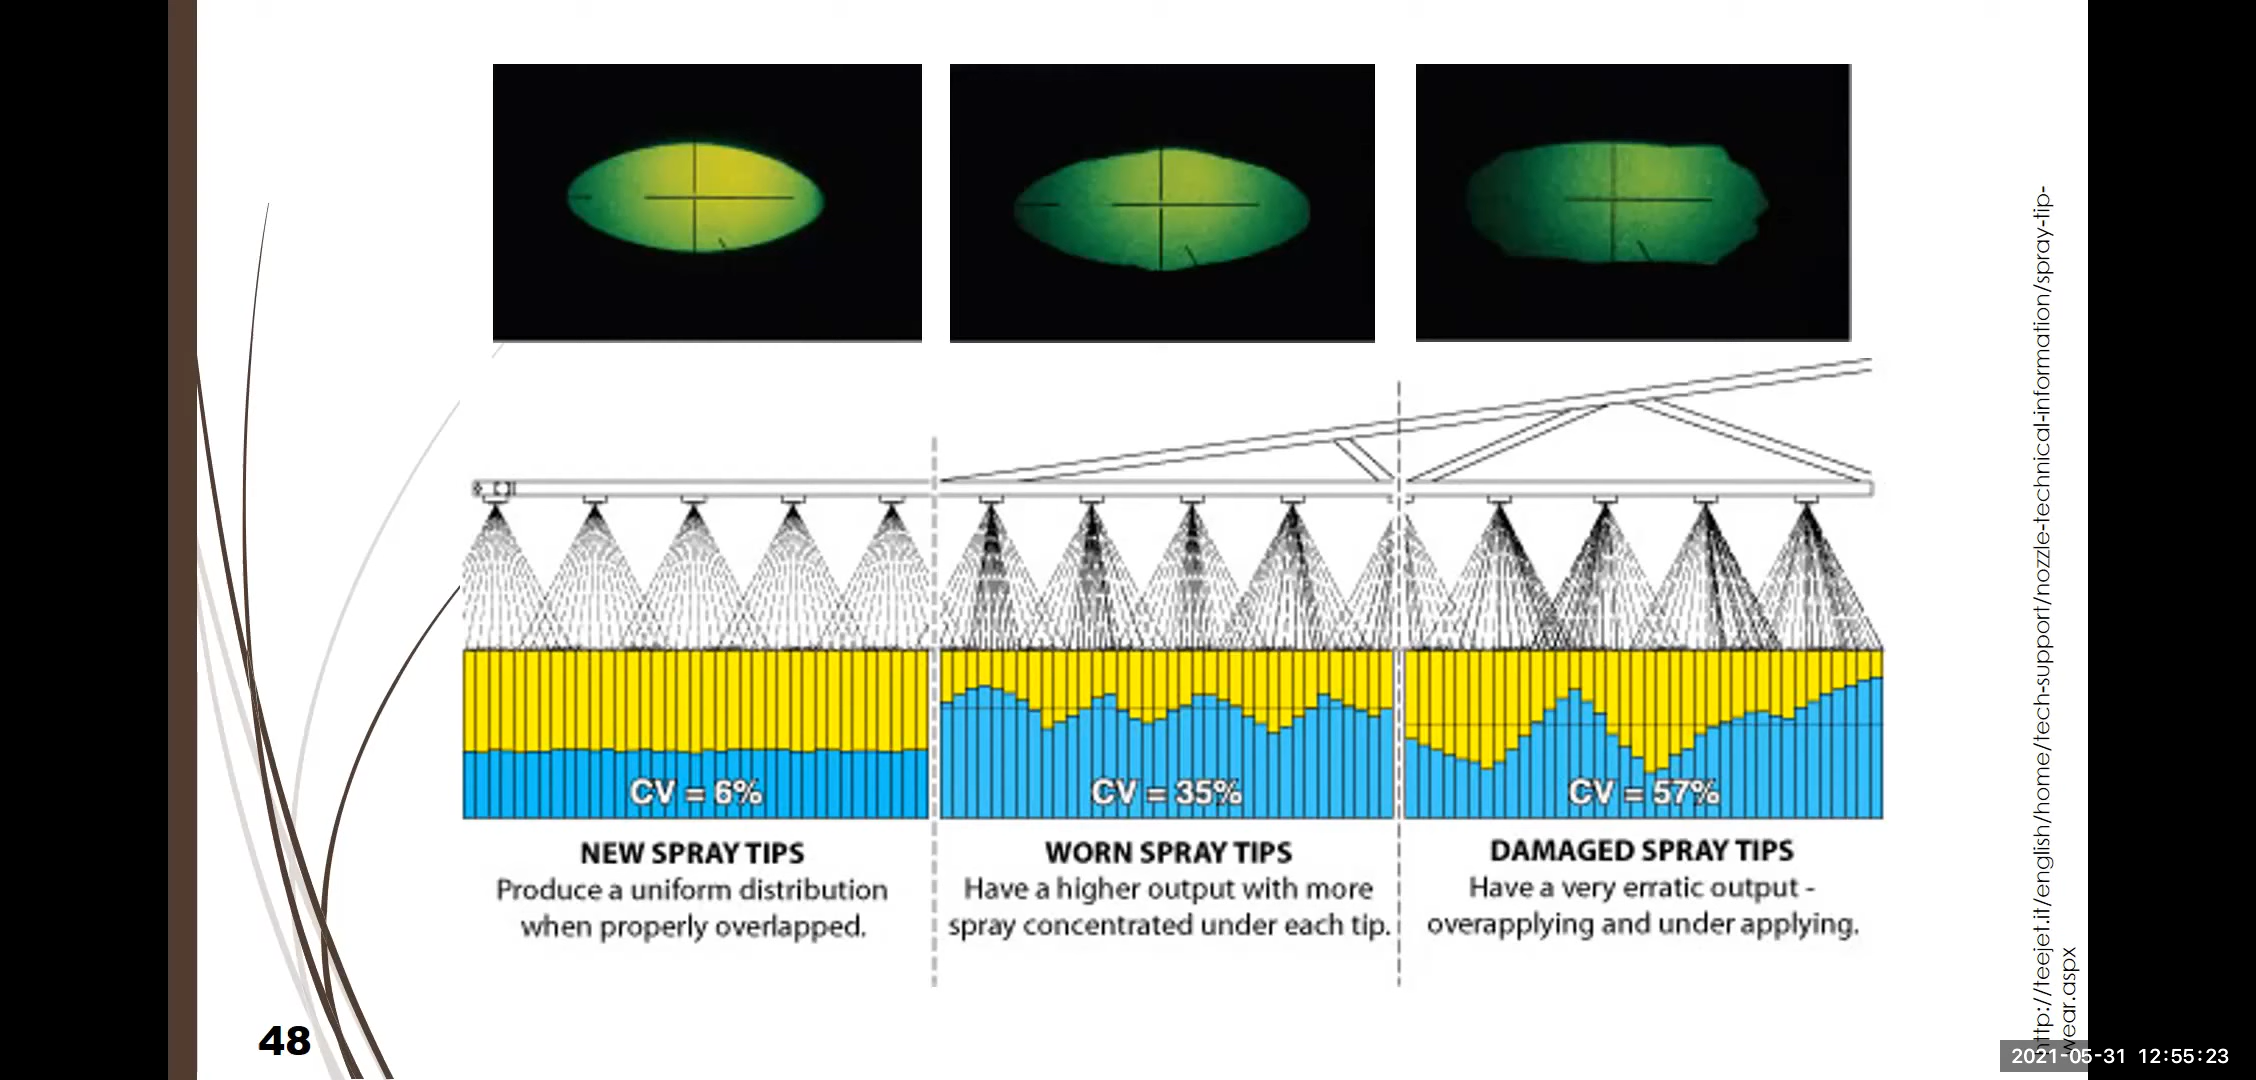 CV = 6%
CV = 35%
CV = 57%
NEW SPRAY TIPS
Produce a uniform distribution
when properly overlapped.
WORN SPRAY TIPS
Have a higher output with more
spray concentrated under each tip.
DAMAGED SPRAY TIPS
Have a very erratic output -
overapplying and under applying.
http://teejet.it/english/home/tech-support/nozzle-technical-information/spray-tip-
wear.aspx
48
2021-05-31 12:55:23